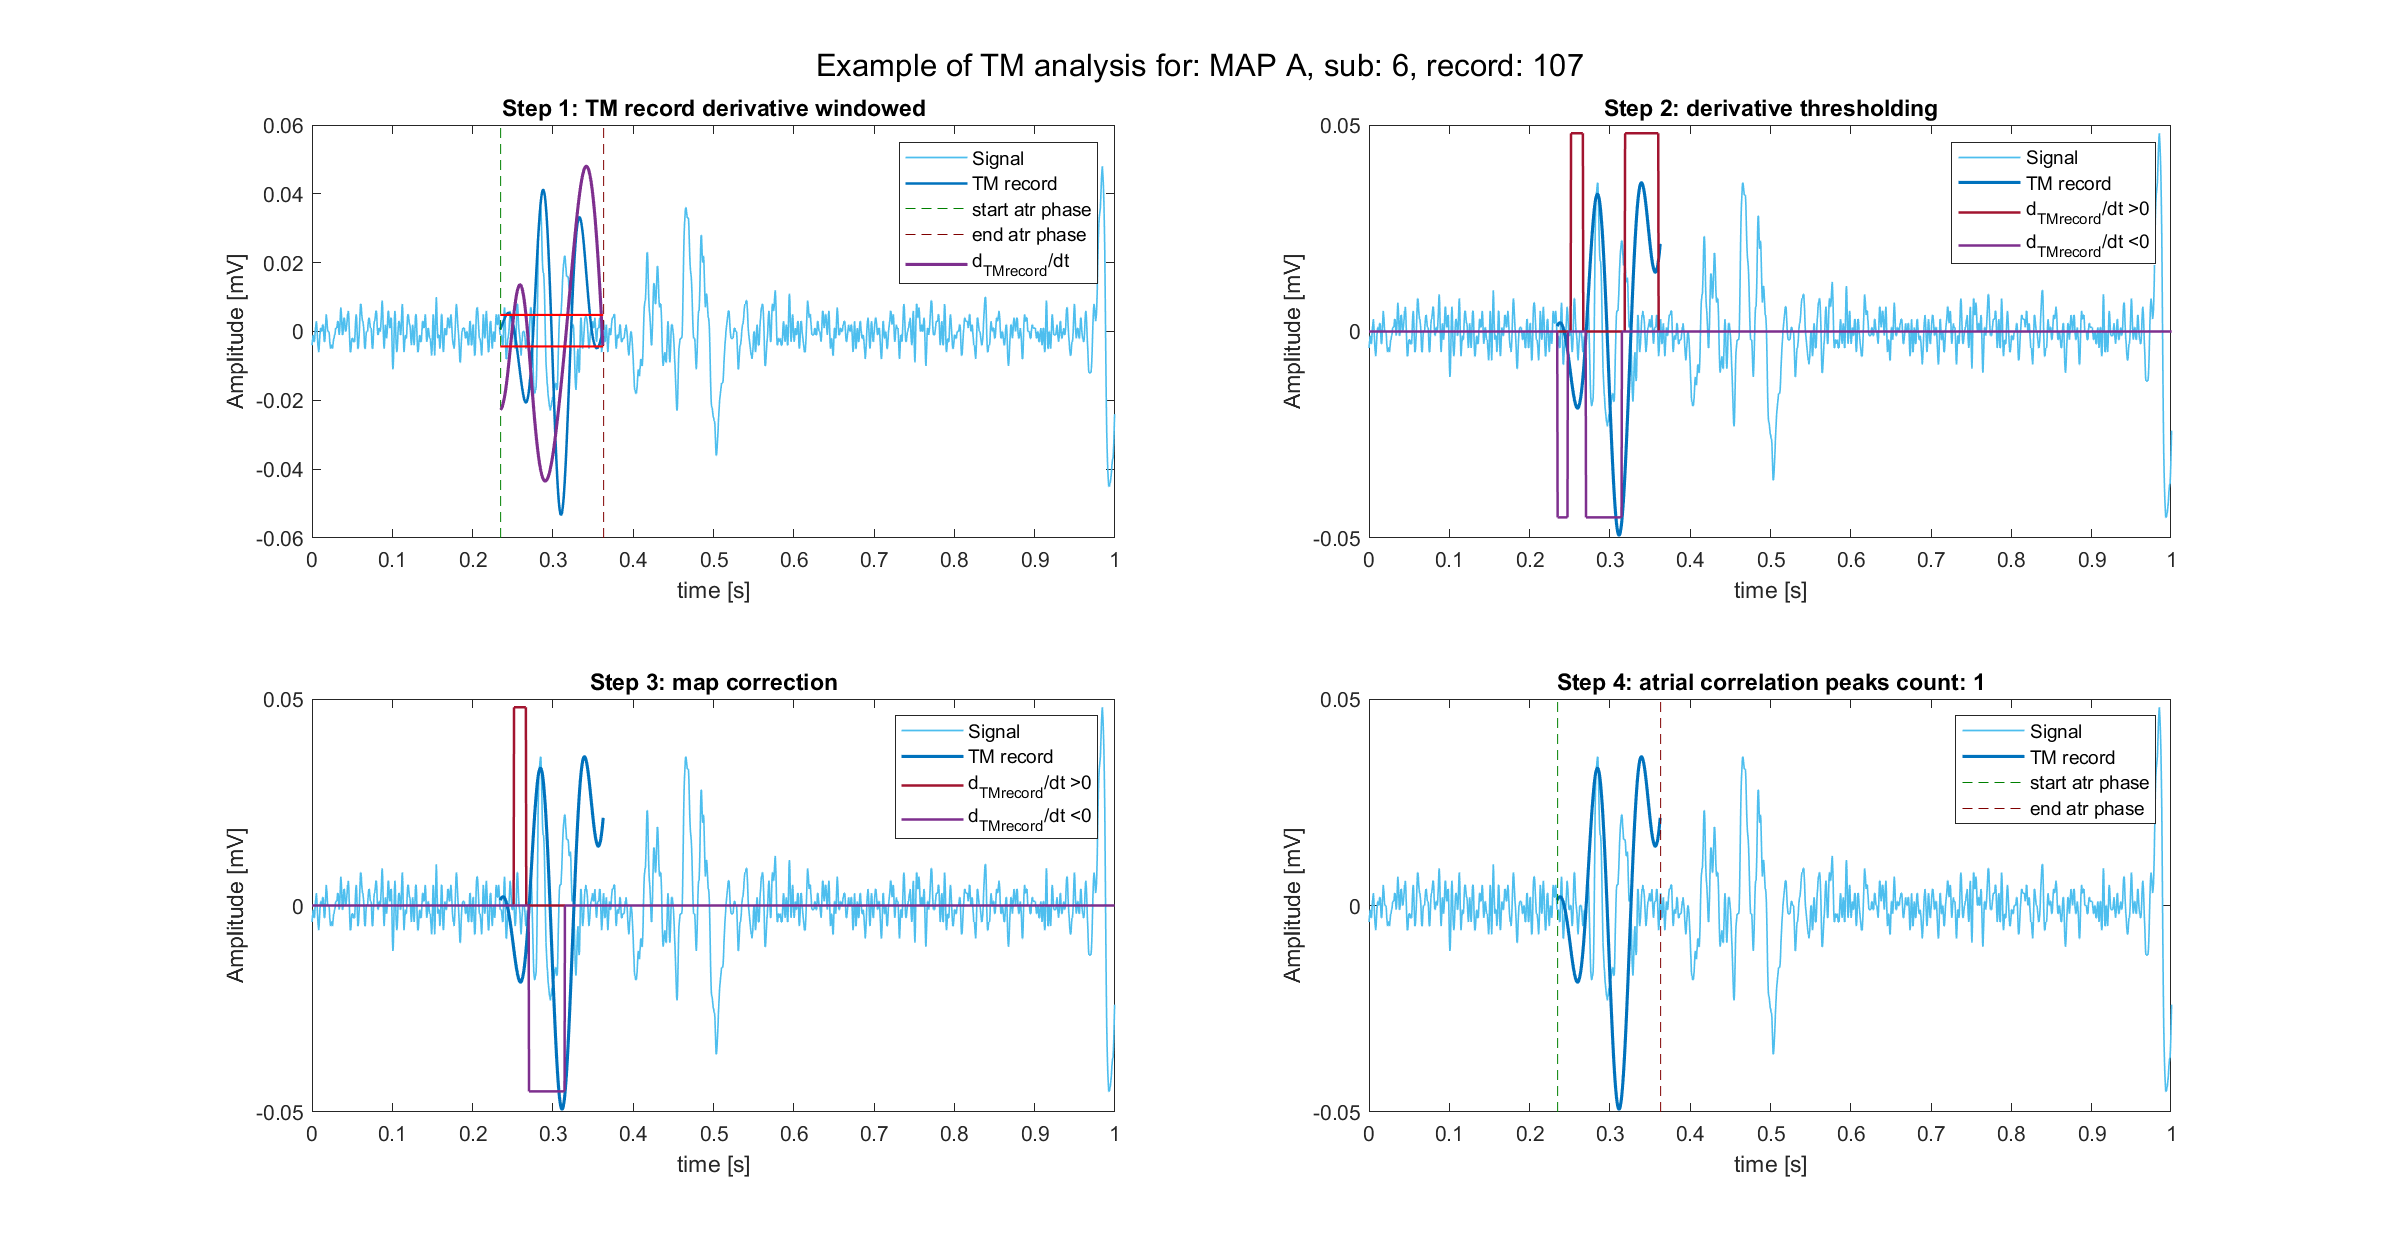 Example of TM analysis for: MAP A, sub: 6, record: 107
Step 1: TM record derivative windowed
0.06
0.04
0.02
0
-0.02
-0.04
-0.06
Amplitude [mV]
0 0.1 0.2 0.3 0.4 0.5 0.6 0.7 0.8 0.9 1
time [s]
Signal
TM record
start atr phase
end atr phase
dTMrecord/dt
Step 2: derivative thresholding
0.05
0
-0.05
Amplitude [mV]
0 0.1 0.2 0.3 0.4 0.5 0.6 0.7 0.8 0.9 1
time [s]
Signal
TM record
dTMrecord/dt >0
dTMrecord/dt <0
Step 3: map correction
0.05
0
-0.05
Amplitude [mV]
0 0.1 0.2 0.3 0.4 0.5 0.6 0.7 0.8 0.9 1
time [s]
Signal
TM record
dTMrecord/dt >0
dTMrecord/dt <0
Step 4: atrial correlation peaks count: 1
0.05
0
-0.05
Amplitude [mV]
0 0.1 0.2 0.3 0.4 0.5 0.6 0.7 0.8 0.9 1
time [s]
Signal
TM record
start atr phase
end atr phase